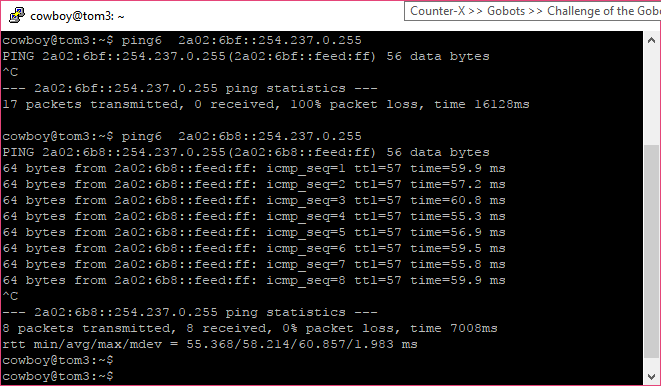 cowboy@tom3: ~
Counter-X >> Gobots >> Challenge of the Gobo
cowboy@tom3:~$ ping6  2a02:6bf::254.237.0.255
PING 2a02:6bf::254.237.0.255(2a02:6bf::feed:ff) 56 data bytes
^C
--- 2a02:6bf::254.237.0.255 ping statistics ---
17 packets transmitted, 0 received, 100% packet loss, time 16128ms
cowboy@tom3:~$ ping6  2a02:6b8::254.237.0.255
PING 2a02:6b8::254.237.0.255(2a02:6b8::feed:ff) 56 data bytes
64 bytes from 2a02:6b8::feed:ff: icmp_seq=1 ttl=57 time=59.9 ms
64 bytes from 2a02:6b8::feed:ff: icmp_seq=2 ttl=57 time=57.2 ms
64 bytes from 2a02:6b8::feed:ff: icmp_seq=3 ttl=57 time=60.8 ms
64 bytes from 2a02:6b8::feed:ff: icmp_seq=4 ttl=57 time=55.3 ms
64 bytes from 2a02:6b8::feed:ff: icmp_seq=5 ttl=57 time=56.9 ms
64 bytes from 2a02:6b8::feed:ff: icmp_seq=6 ttl=57 time=59.5 ms
64 bytes from 2a02:6b8::feed:ff: icmp_seq=7 ttl=57 time=55.8 ms
64 bytes from 2a02:6b8::feed:ff: icmp_seq=8 ttl=57 time=59.9 ms
^C
--- 2a02:6b8::254.237.0.255 ping statistics ---
8 packets transmitted, 8 received, 0% packet loss, time 7008ms
rtt min/avg/max/mdev = 55.368/58.214/60.857/1.983 ms
cowboy@tom3:~$
cowboy@tom3:~$